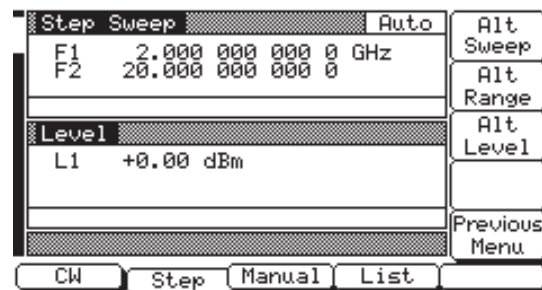 Step Sweep Auto
F1 2.000 000 000 0 GHz
F2 20.000 000 000 0
Level
L1 +0.00 dBm
Alt
Sweep
Alt
Range
Alt
Level
Previous
Menu
CW Step Manual List